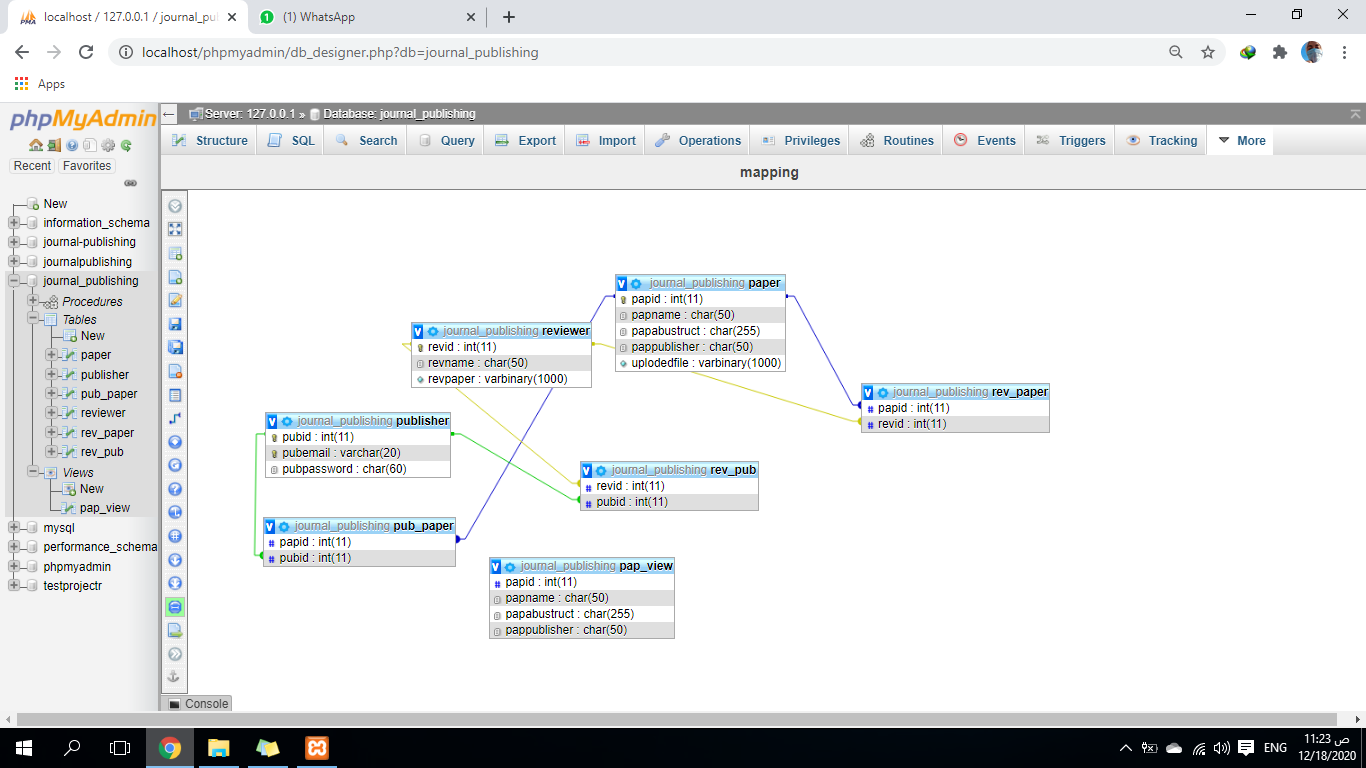 localhost / 127.0.0.1 / journal_pu
(1) WhatsApp
localhost/phpmyadmin/db_designer.php?db=journal_publishing
Apps
phpMyAdmin
Recent Favorites
New
information_schema
journal-publishing
journalpublishing
journal_publishing
Procedures
Tables
New
paper
publisher
pub_paper
reviewer
rev_paper
rev_pub
Views
New
pap_view
mysql
performance_schema
phpmyadmin
testprojectr
Server: 127.0.0.1 » Database: journal_publishing
Structure SQL Search Query Export Import Operations Privileges Routines Events Triggers Tracking More
mapping
journal_publishing paper
papid : int(11)
papname : char(50)
papabustruct : char(255)
pappublisher : char(50)
uplodedfile : varbinary(1000)
journal_publishing reviewer
revid : int(11)
revname : char(50)
revpaper : varbinary(1000)
journal_publishing rev_paper
papid : int(11)
revid : int(11)
journal_publishing publisher
pubid : int(11)
pubemail : varchar(20)
pubpassword : char(60)
journal_publishing rev_pub
revid : int(11)
pubid : int(11)
journal_publishing pub_paper
papid : int(11)
pubid : int(11)
journal_publishing pap_view
papid : int(11)
papname : char(50)
papabustruct : char(255)
pappublisher : char(50)
Console
ENG
11:23 ص
12/18/2020